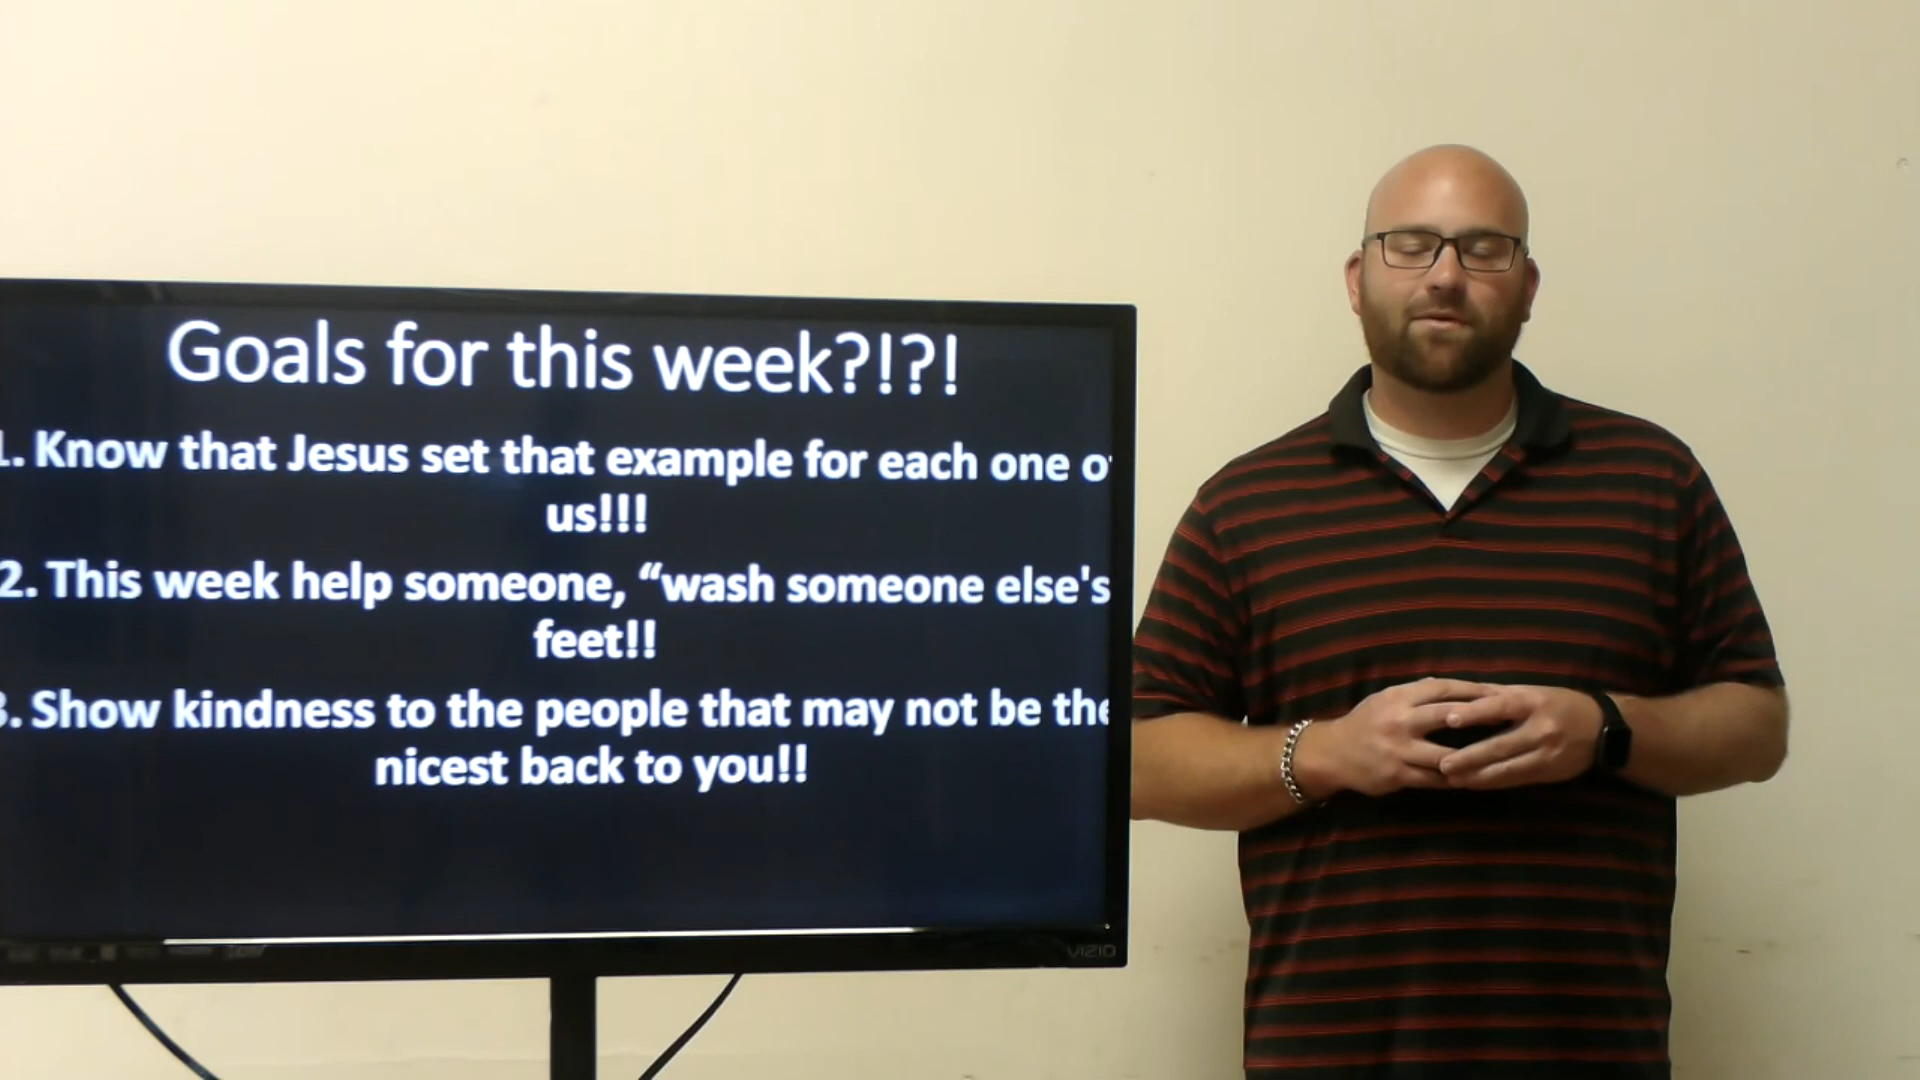 Goals for this week?!?!
1. Know that Jesus set that example for each one of
us!!!
2. This week help someone, “wash someone else's
feet!!
3. Show kindness to the people that may not be the
nicest back to you!!
VIZIO